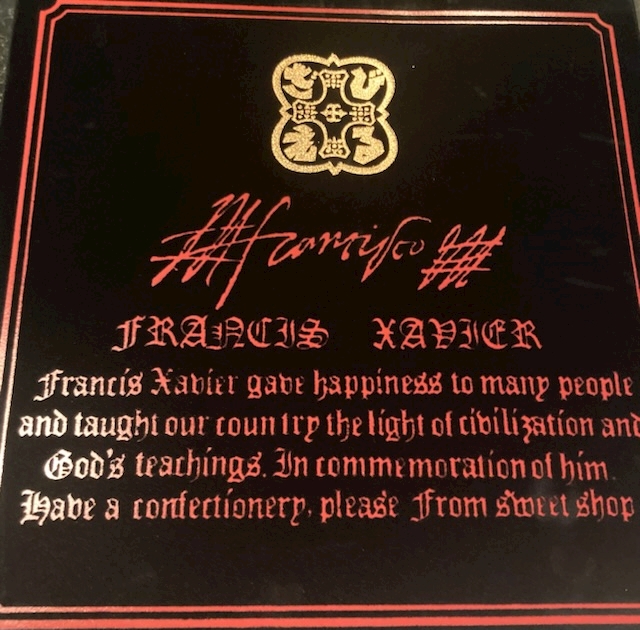 Francisco
FRANCIS XAVIER
Francis Xavier gave happiness to many people
and taught our country the light of civilization and
God's teachings. In commemoration of him.
Have a confectionery, please From sweet shop